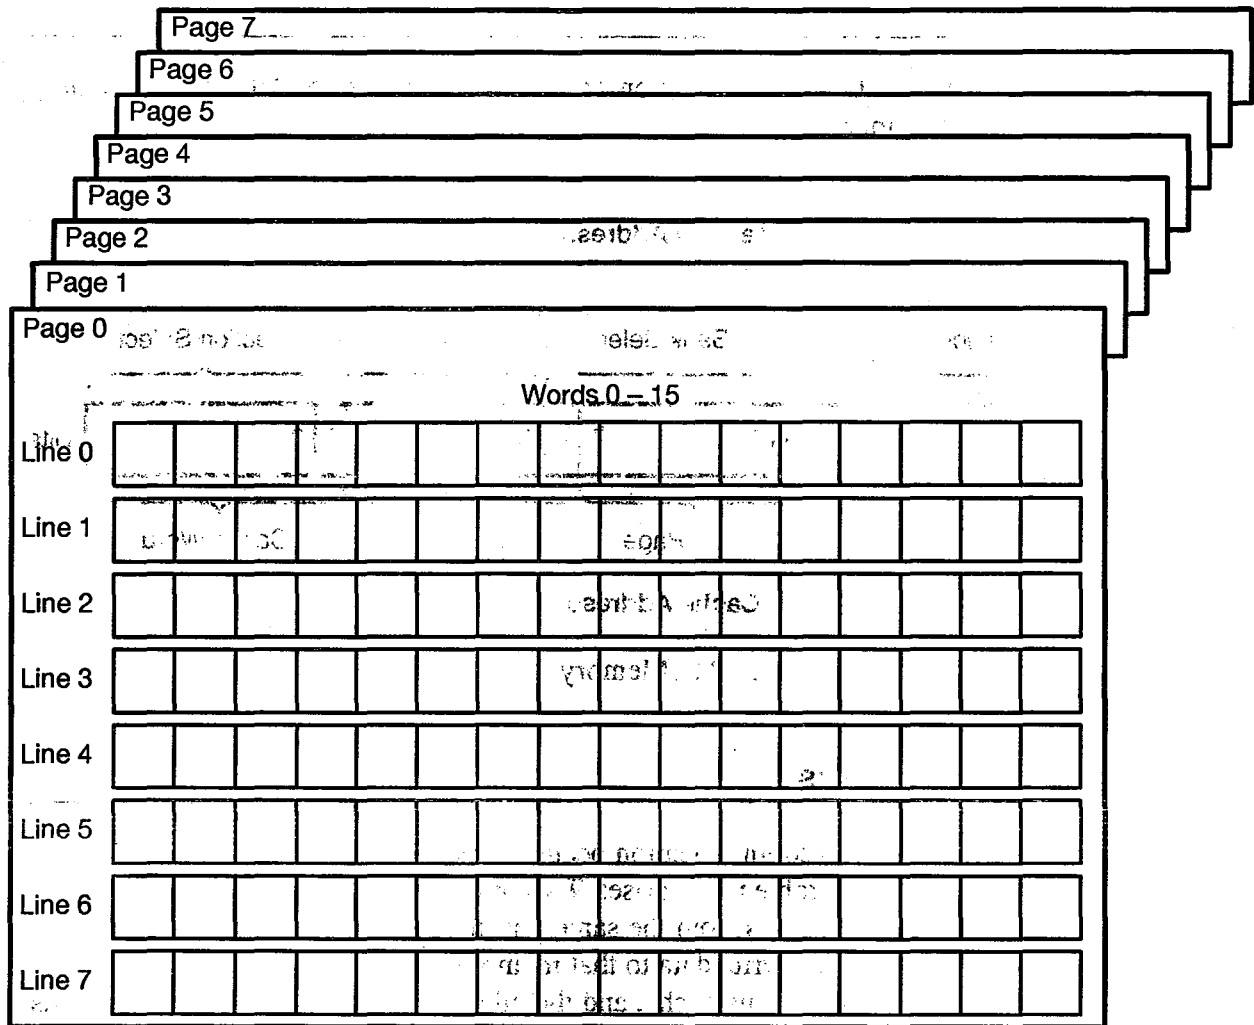 Page 7
Page 6
Page 5
Page 4
Page 3
Page 2
Page 1
Page 0
Words 0 – 15
Line 0
Line 1
Line 2
Line 3
Line 4
Line 5
Line 6
Line 7